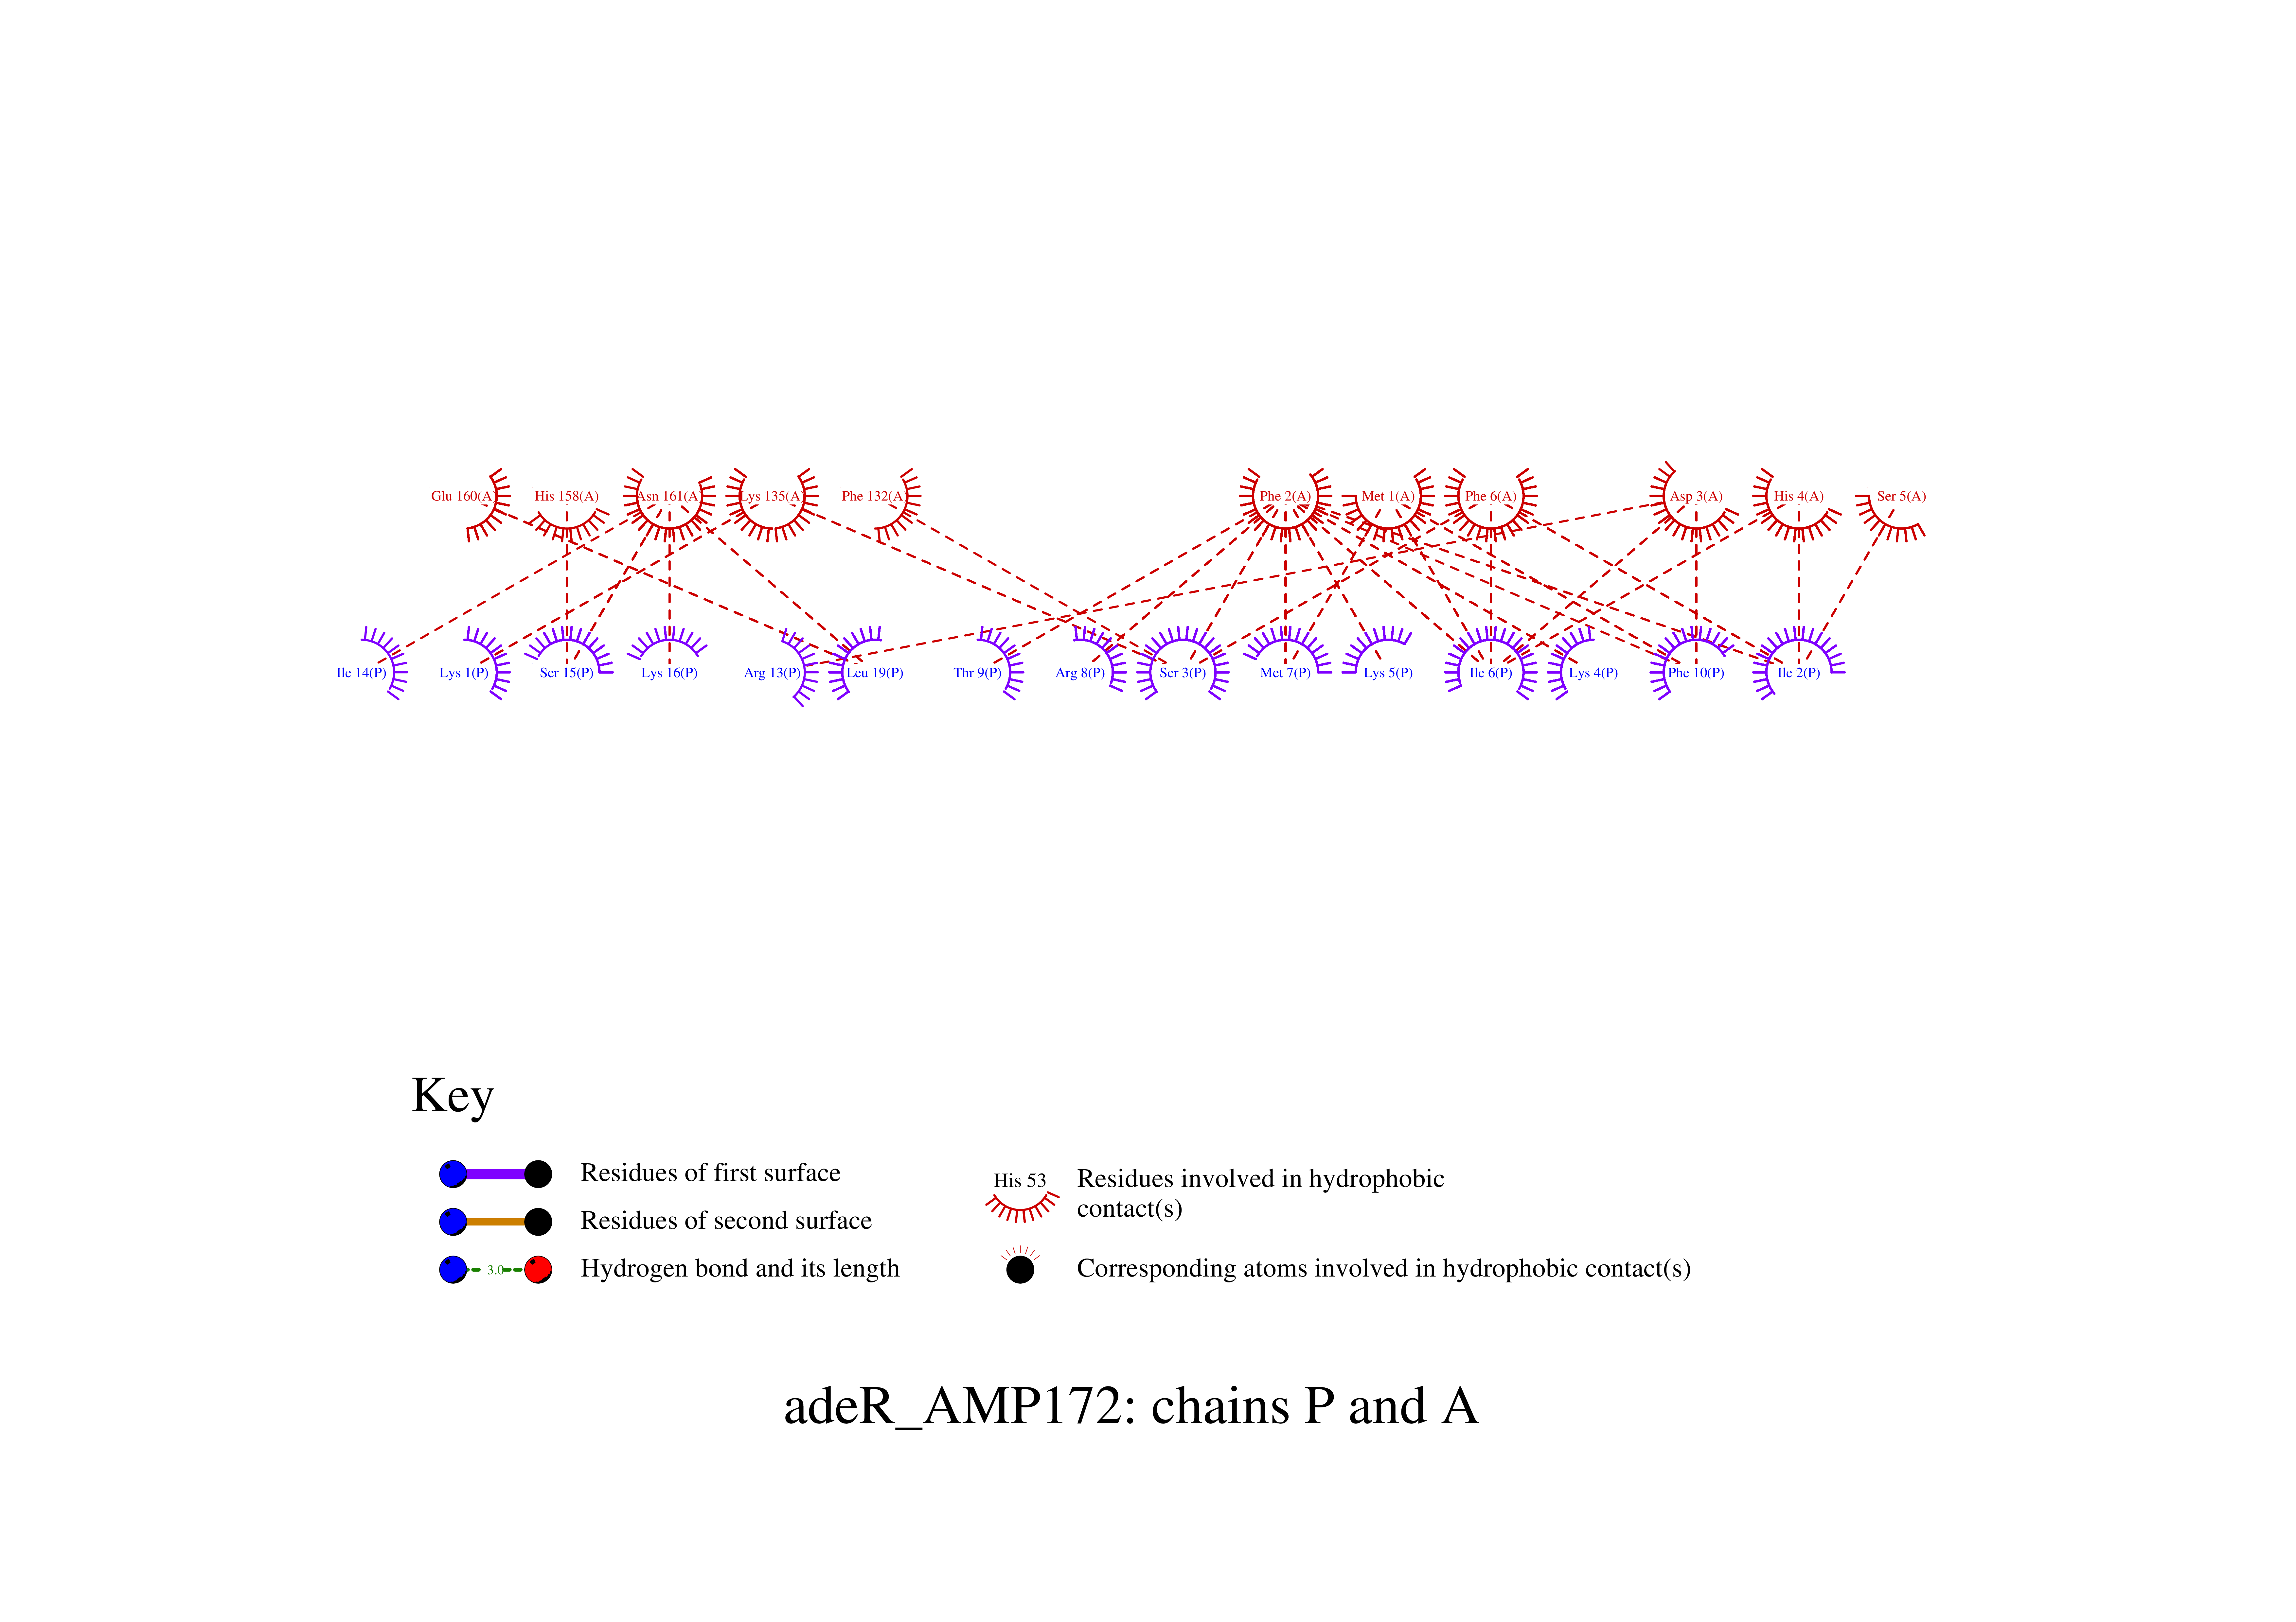 Glu 160(A) His 158(A) Asn 161(A) Lys 135(A) Phe 132(A) Phe 2(A) Met 1(A) Phe 6(A) Asp 3(A) His 4(A) Ser 5(A)
Ile 14(P) Lys 1(P) Ser 15(P) Lys 16(P) Arg 13(P) Leu 19(P) Thr 9(P) Arg 8(P) Ser 3(P) Met 7(P) Lys 5(P) Ile 6(P) Lys 4(P) Phe 10(P) Ile 2(P)
Key
Residues of first surface
Residues of second surface
3.0 Hydrogen bond and its length
His 53 Residues involved in hydrophobic
contact(s)
Corresponding atoms involved in hydrophobic contact(s)
adeR_AMP172: chains P and A